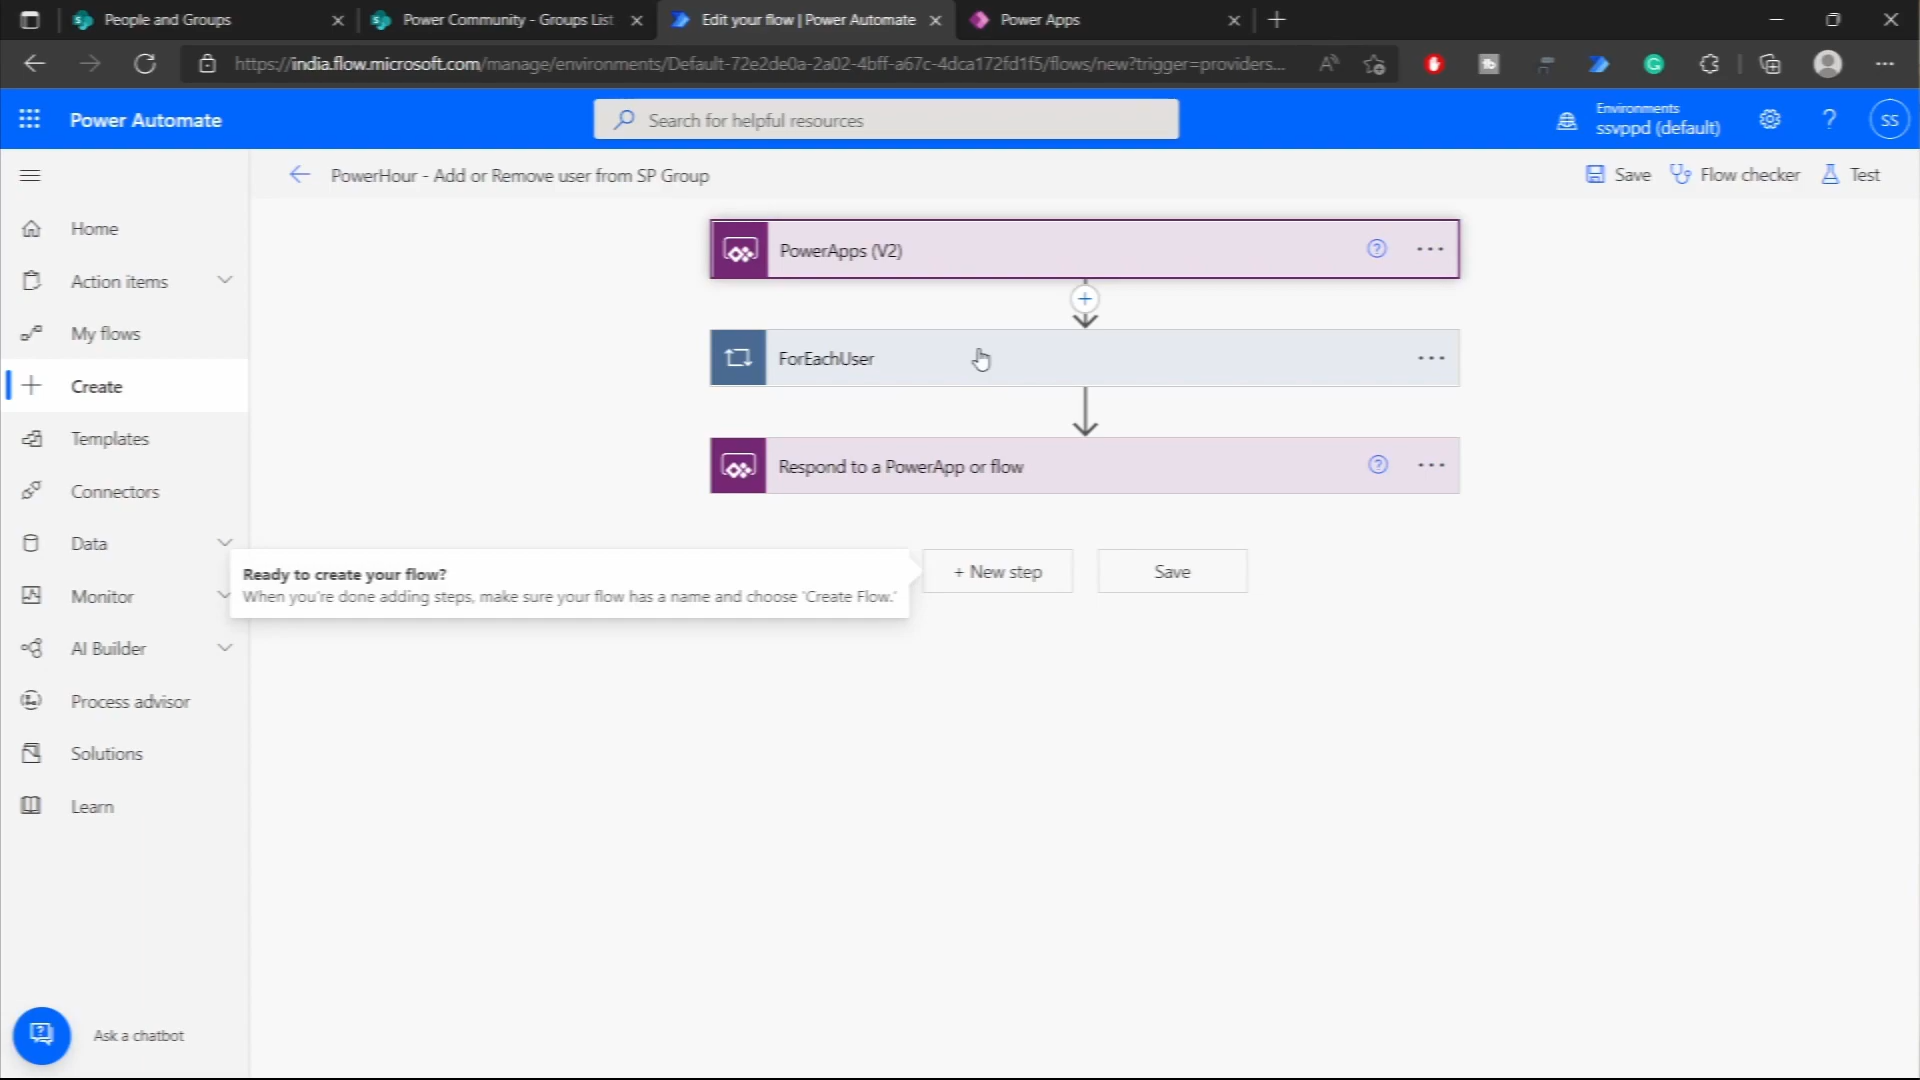 People and Groups
Power Community - Groups List
Edit your flow | Power Automate
Power Apps
https://india.flow.microsoft.com/manage/environments/Default-72e2de0a-2a02-4bff-a67c-4dca172fd1f5/flows/new?trigger=providers...
Power Automate
Search for helpful resources
Environments
ssvppd (default)
SS
PowerHour - Add or Remove user from SP Group
Save
Flow checker
Test
Home
Action items
My flows
Create
Templates
Connectors
Data
Monitor
AI Builder
Process advisor
Solutions
Learn
Ask a chatbot
PowerApps (V2)
ForEachUser
Respond to a PowerApp or flow
Ready to create your flow?
When you're done adding steps, make sure your flow has a name and choose 'Create Flow.'
+ New step
Save